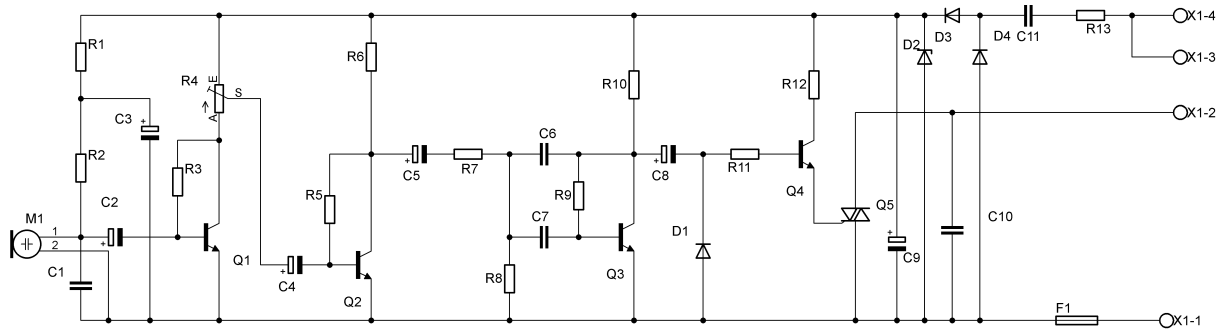 X1-4
R1
D3
D4
C11
R13
R6
D2
X1-3
R4
E
S
R10
R12
A
C3
+
X1-2
C6
R2
R3
C5
+
R7
C8
+
R11
R5
R9
Q4
C2
+
C7
D1
Q5
C10
M1
1
2
Q1
+
C9
C1
C4
+
Q2
R8
Q3
F1
X1-1